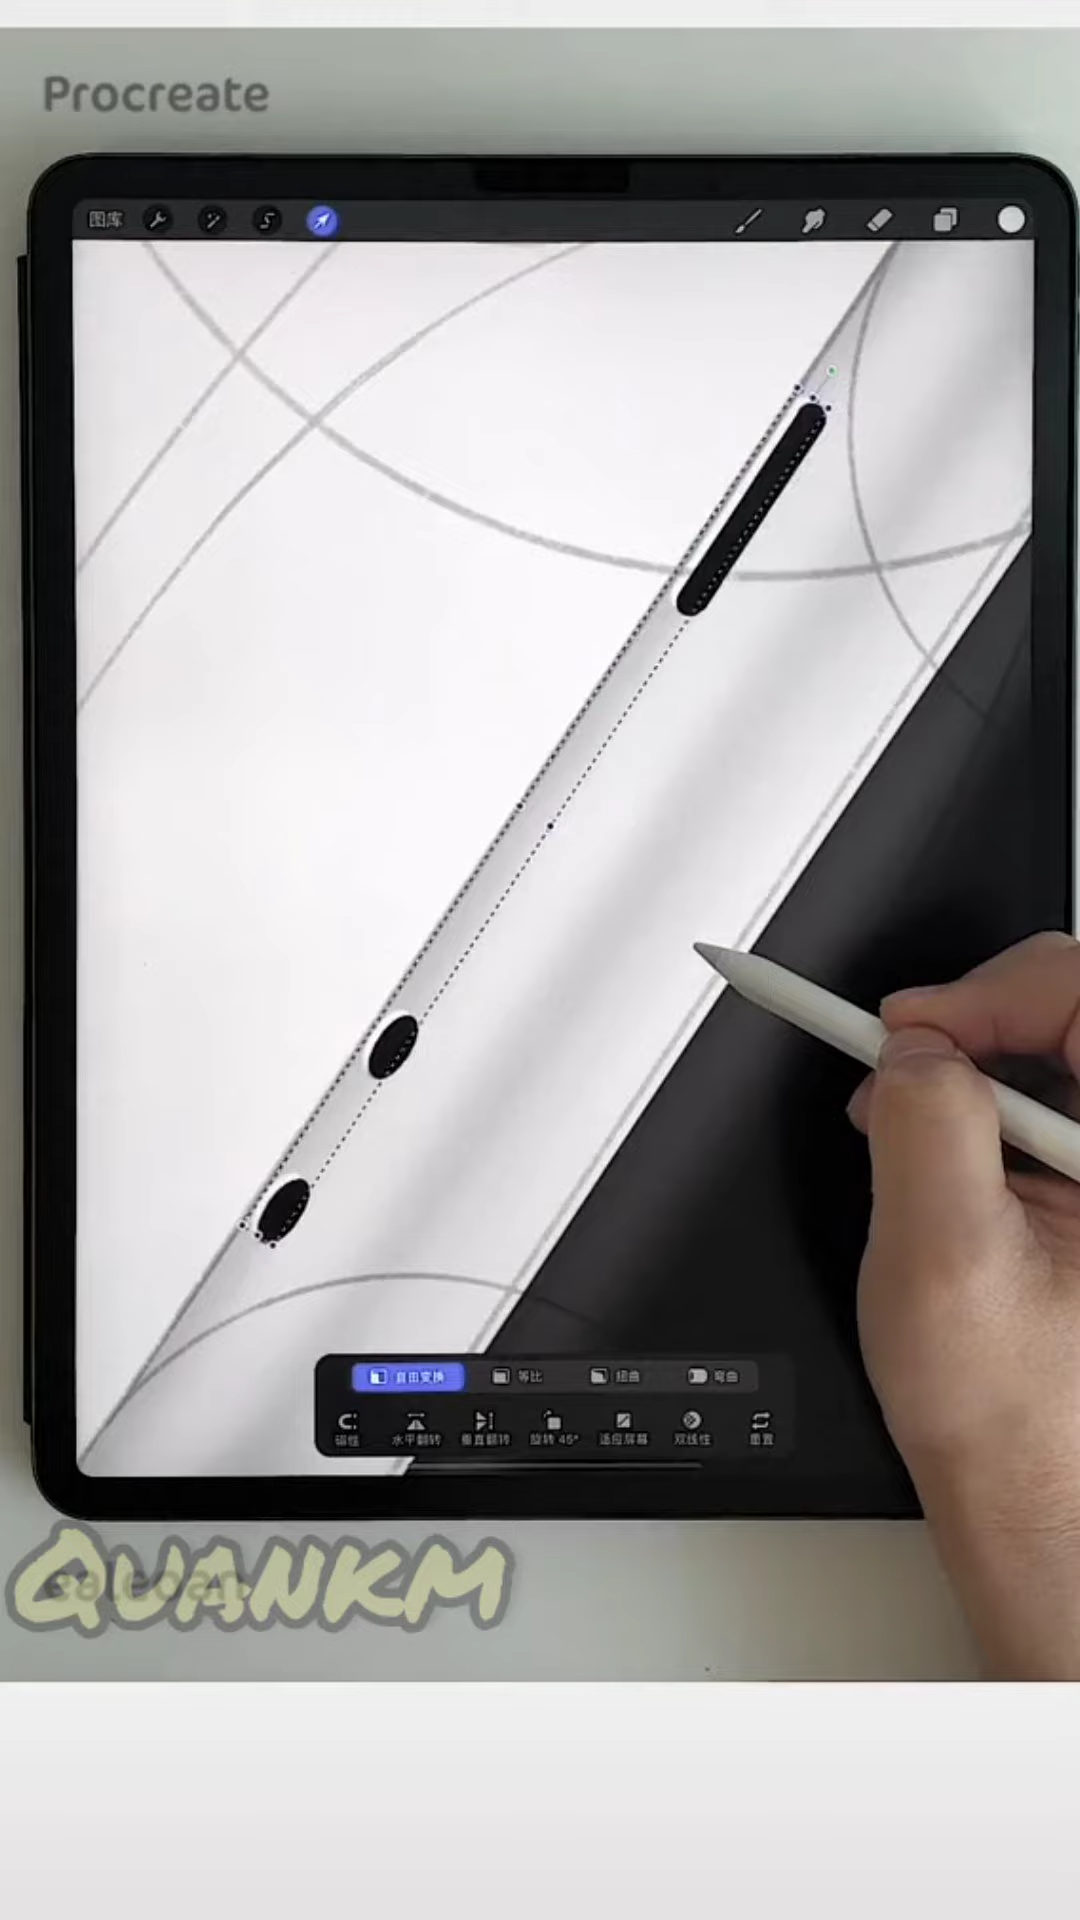 Procreate
图库
自由变换 等比 扭曲 弯曲
磁性 水平翻转 垂直翻转 旋转 45° 适应屏幕 双线性 重置
QUANKM